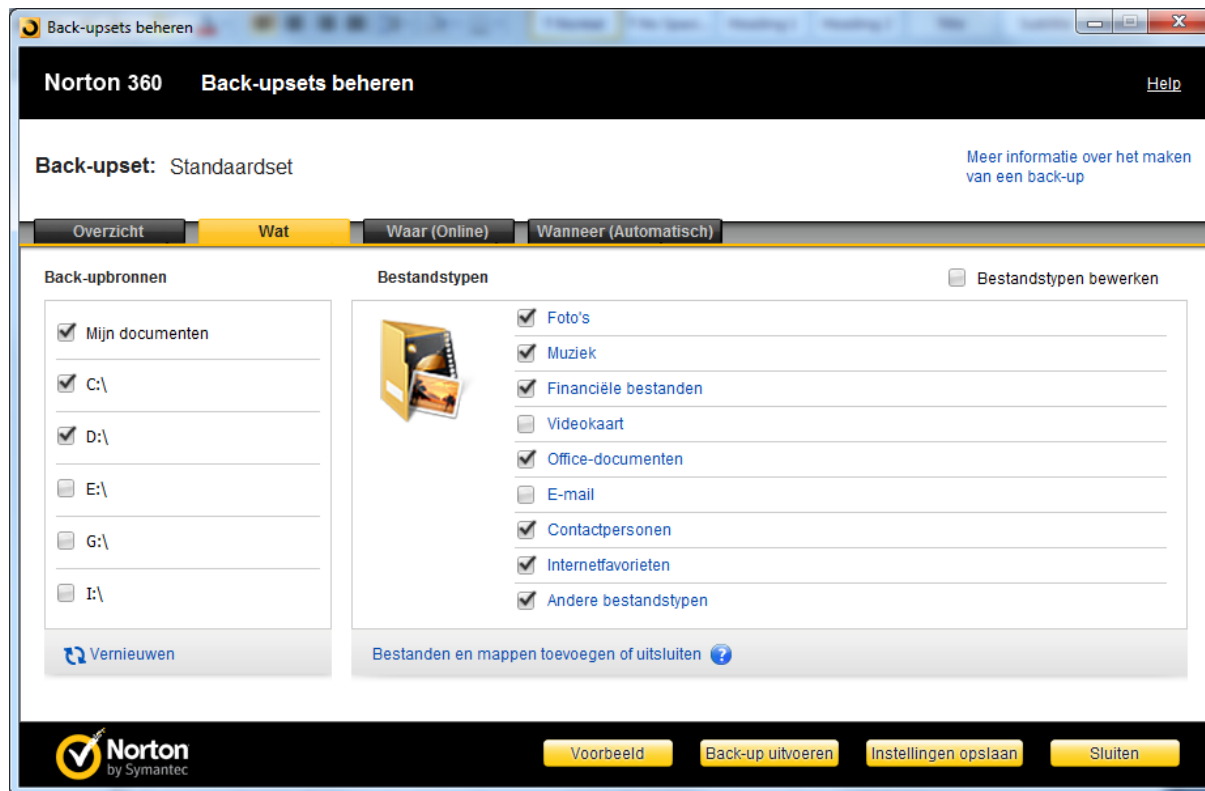 Back-upsets beheren
Norton 360 Back-upsets beheren Help
Back-upset: Standaardset
Meer informatie over het maken
van een back-up
Overzicht Wat Waar (Online) Wanneer (Automatisch)
Back-upbronnen
Mijn documenten
C:\
D:\
E:\
G:\
I:\
Vernieuwen
Bestandstypen
Bestandstypen bewerken
Foto's
Muziek
Financiële bestanden
Videokaart
Office-documenten
E-mail
Contactpersonen
Internetfavorieten
Andere bestandstypen
Bestanden en mappen toevoegen of uitsluiten ?
Norton
by Symantec
Voorbeeld Back-up uitvoeren Instellingen opslaan Sluiten